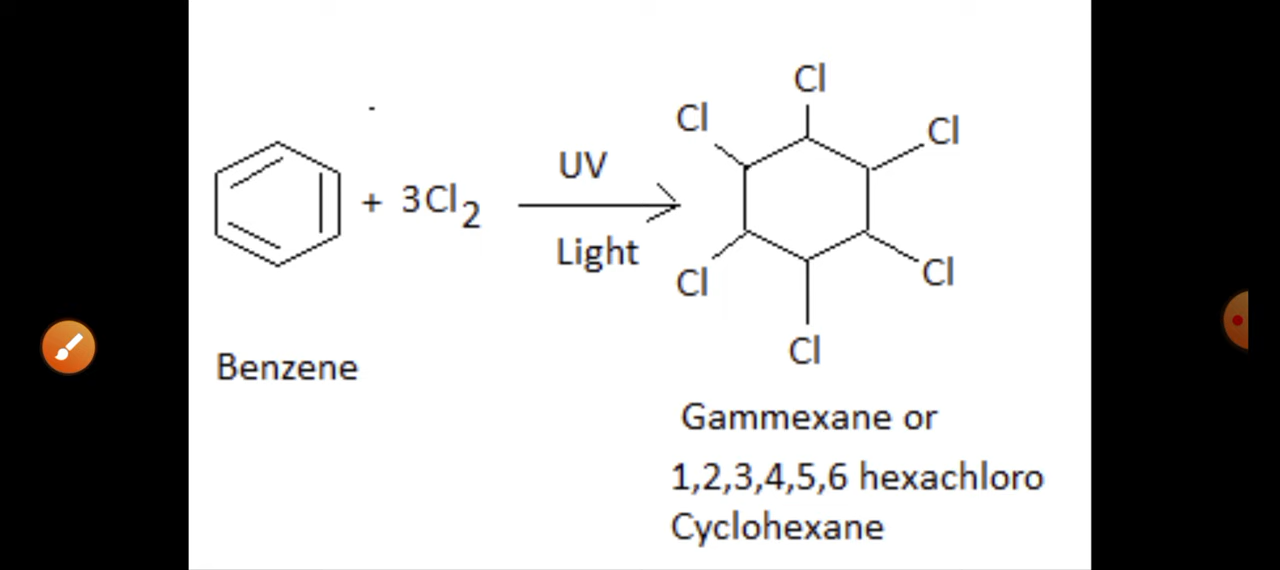 Cl
Cl
Cl
UV
+ 3Cl2
Light
Cl
Cl
Benzene
Cl
Gammexane or
1,2,3,4,5,6 hexachloro
Cyclohexane